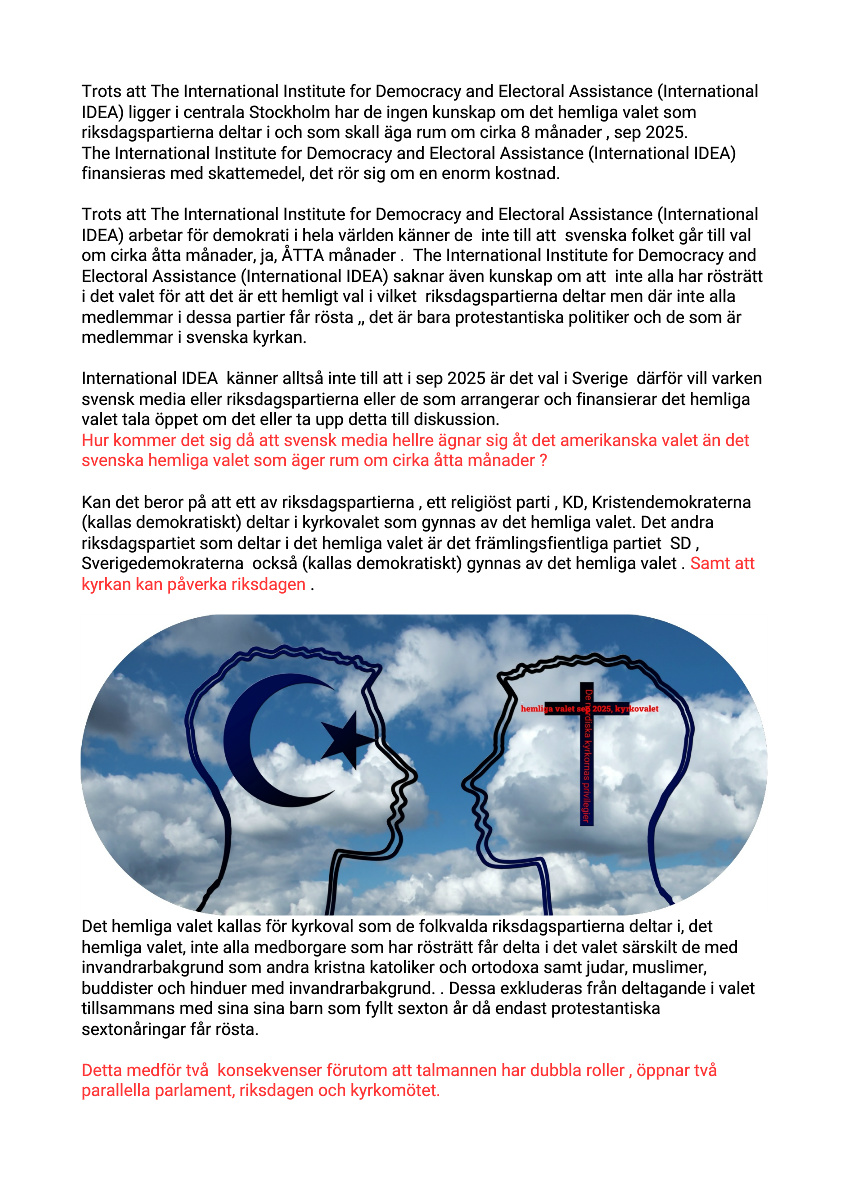 Trots att The International Institute for Democracy and Electoral Assistance (International
IDEA) ligger i centrala Stockholm har de ingen kunskap om det hemliga valet som
riksdagspartierna deltar i och som skall äga rum om cirka 8 månader , sep 2025.
The International Institute for Democracy and Electoral Assistance (International IDEA)
finansieras med skattemedel, det rör sig om en enorm kostnad.
Trots att The International Institute for Democracy and Electoral Assistance (International
IDEA) arbetar för demokrati i hela världen känner de  inte till att  svenska folket går till val
om cirka åtta månader, ja, ÅTTA månader .  The International Institute for Democracy and
Electoral Assistance (International IDEA) saknar även kunskap om att  inte alla har rösträtt
i det valet för att det är ett hemligt val i vilket  riksdagspartierna deltar men där inte alla
medlemmar i dessa partier får rösta ,, det är bara protestantiska politiker och de som är
medlemmar i svenska kyrkan.
International IDEA  känner alltså inte till att i sep 2025 är det val i Sverige  därför vill varken
svensk media eller riksdagspartierna eller de som arrangerar och finansierar det hemliga
valet tala öppet om det eller ta upp detta till diskussion.
Hur kommer det sig då att svensk media hellre ägnar sig åt det amerikanska valet än det
svenska hemliga valet som äger rum om cirka åtta månader ?
Kan det beror på att ett av riksdagspartierna , ett religiöst parti , KD, Kristendemokraterna
(kallas demokratiskt) deltar i kyrkovalet som gynnas av det hemliga valet. Det andra
riksdagspartiet som deltar i det hemliga valet är det främlingsfientliga partiet  SD ,
Sverigedemokraterna  också (kallas demokratiskt) gynnas av det hemliga valet . Samt att
kyrkan kan påverka riksdagen .
hemliga valet sep 2025, kyrkovalet
De nordiska kyrkornas privilegier
Det hemliga valet kallas för kyrkoval som de folkvalda riksdagspartierna deltar i, det
hemliga valet, inte alla medborgare som har rösträtt får delta i det valet särskilt de med
invandrarbakgrund som andra kristna katoliker och ortodoxa samt judar, muslimer,
buddister och hinduer med invandrarbakgrund. . Dessa exkluderas från deltagande i valet
tillsammans med sina sina barn som fyllt sexton år då endast protestantiska
sextonåringar får rösta.
Detta medför två  konsekvenser förutom att talmannen har dubbla roller , öppnar två
parallella parlament, riksdagen och kyrkomötet.